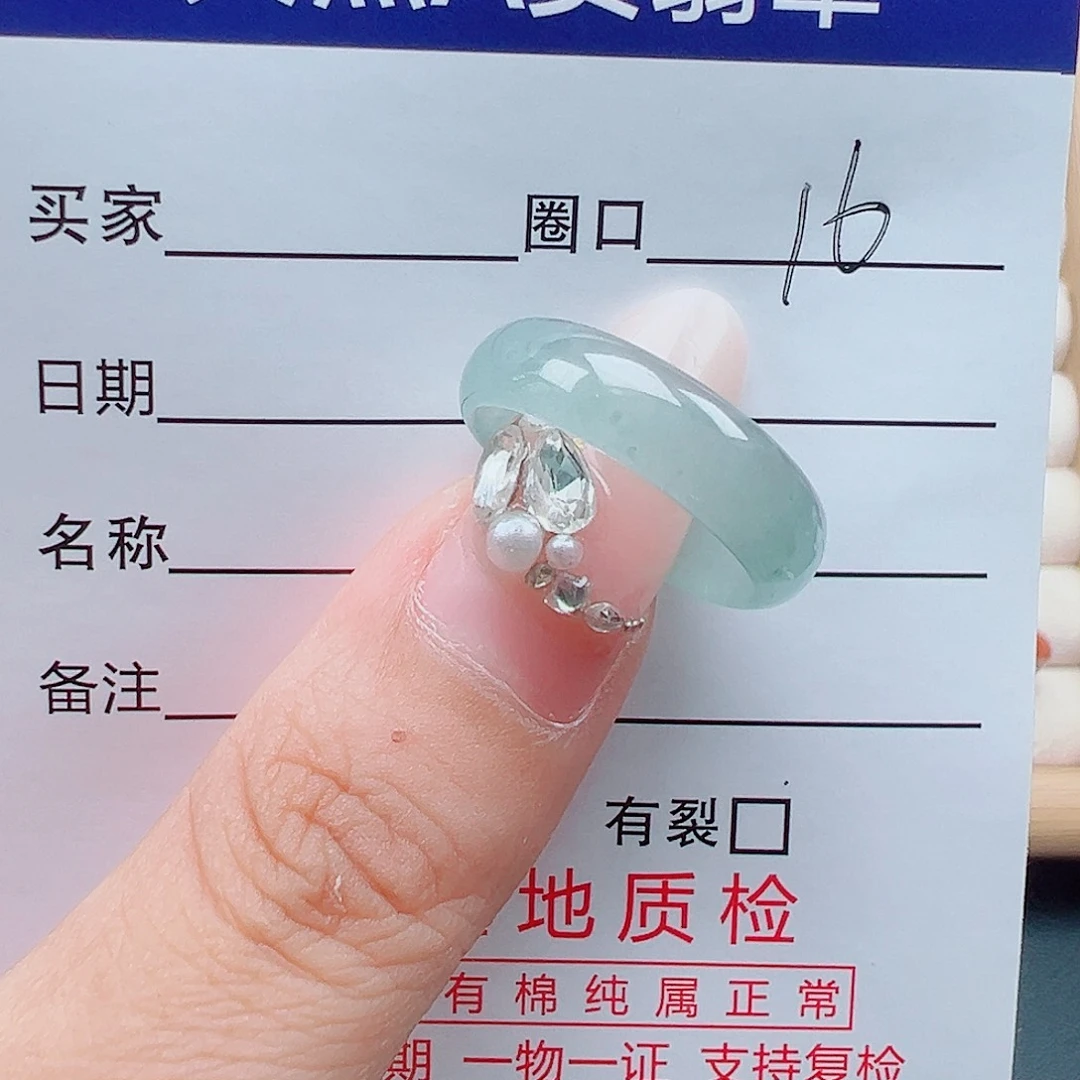 买家 圈口 16
日期
名称
备注
有裂
地质检
有棉纯属正常
期 一物一证 支持复检